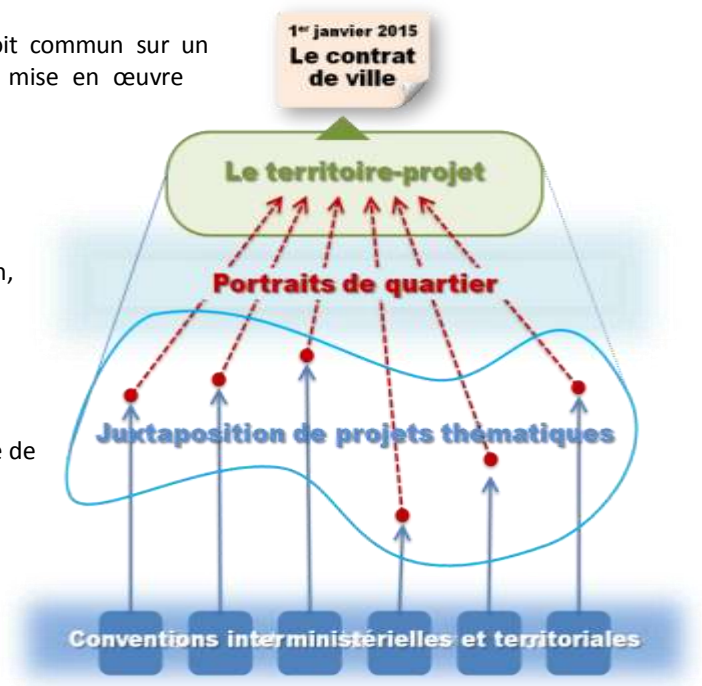 1er janvier 2015
Le contrat
de ville
oit commun sur un
mise en œuvre
Le territoire-projet
n,
Portraits de quartier
Juxtaposition de projets thématiques
e de
Conventions interministérielles et territoriales